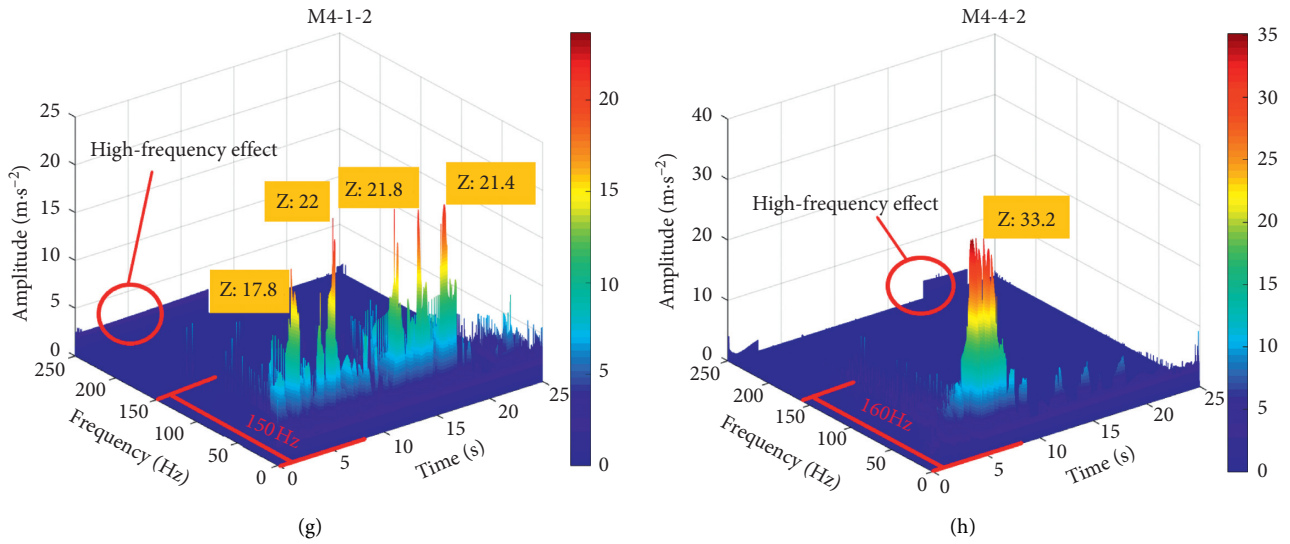 M4-1-2
25
20
15
10
5
0
Amplitude (m·s⁻²)
High-frequency effect
Z: 17.8
Z: 22
Z: 21.8
Z: 21.4
250
200
150
100
50
0
Frequency (Hz)
150 Hz
0
5
10
15
20
25
Time (s)
20
15
10
5
0
(g)
M4-4-2
40
30
20
10
0
Amplitude (m·s⁻²)
High-frequency effect
Z: 33.2
250
200
150
100
50
0
Frequency (Hz)
160Hz
0
5
10
15
20
25
Time (s)
35
30
25
20
15
10
5
0
(h)